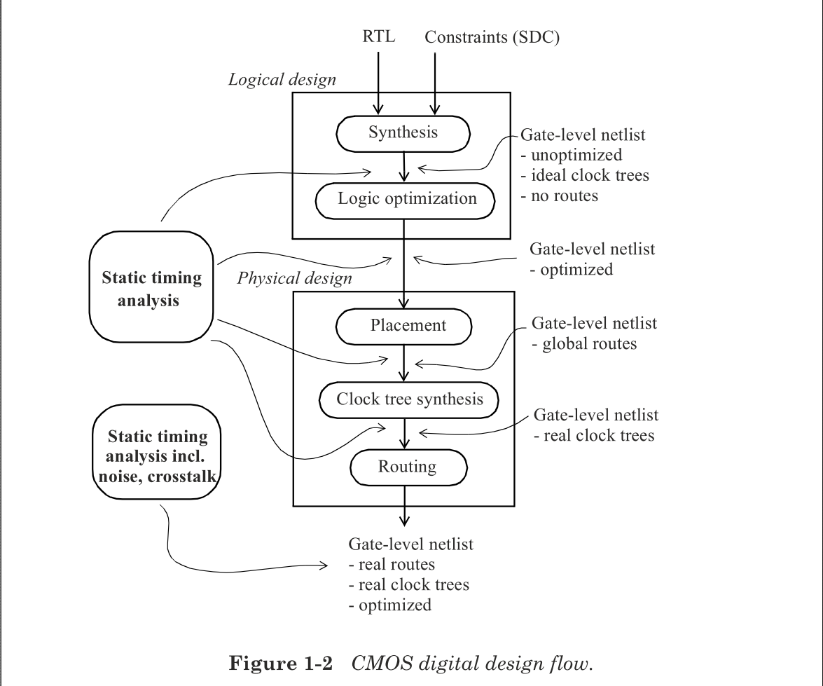 RTL
Constraints (SDC)
Logical design
Synthesis
Gate-level netlist
- unoptimized
- ideal clock trees
- no routes
Logic optimization
Gate-level netlist
- optimized
Static timing
analysis
Physical design
Placement
Gate-level netlist
- global routes
Clock tree synthesis
Gate-level netlist
- real clock trees
Static timing
analysis incl.
noise, crosstalk
Routing
Gate-level netlist
- real routes
- real clock trees
- optimized
Figure 1-2 CMOS digital design flow.